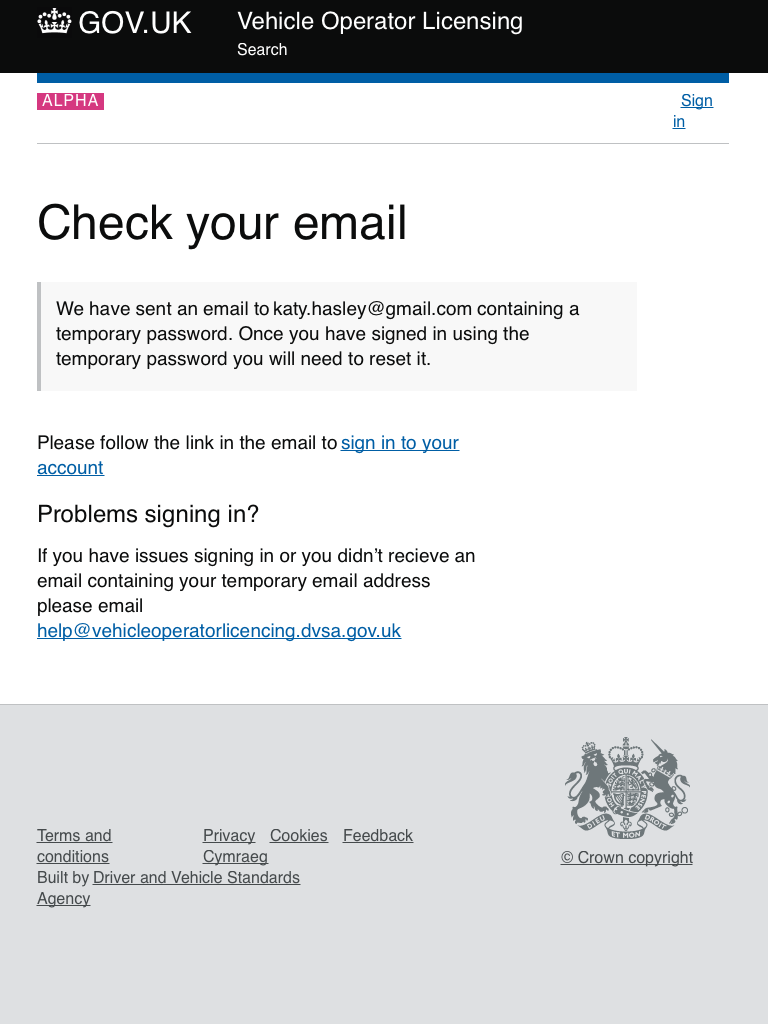 GOV.UK Vehicle Operator Licensing
Search
ALPHA Sign
in
Check your email
We have sent an email to katy.hasley@gmail.com containing a
temporary password. Once you have signed in using the
temporary password you will need to reset it.
Please follow the link in the email to sign in to your
account
Problems signing in?
If you have issues signing in or you didn’t recieve an
email containing your temporary email address
please email
help@vehicleoperatorlicencing.dvsa.gov.uk
Terms and Privacy Cookies Feedback
conditions Cymraeg
Built by Driver and Vehicle Standards
Agency
DIEU ET MON DROIT
© Crown copyright